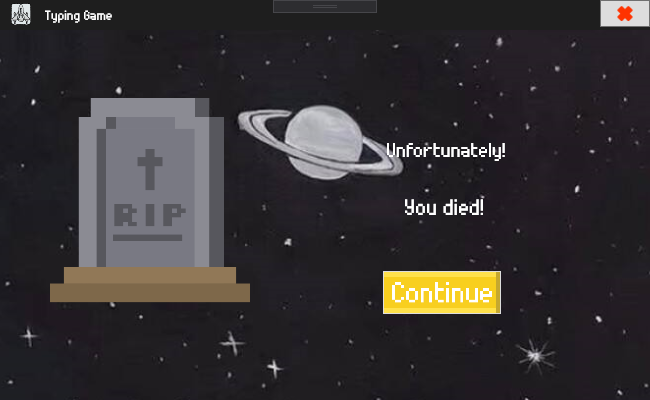 Typing Game
Unfortunately!
You died!
RIP
Continue